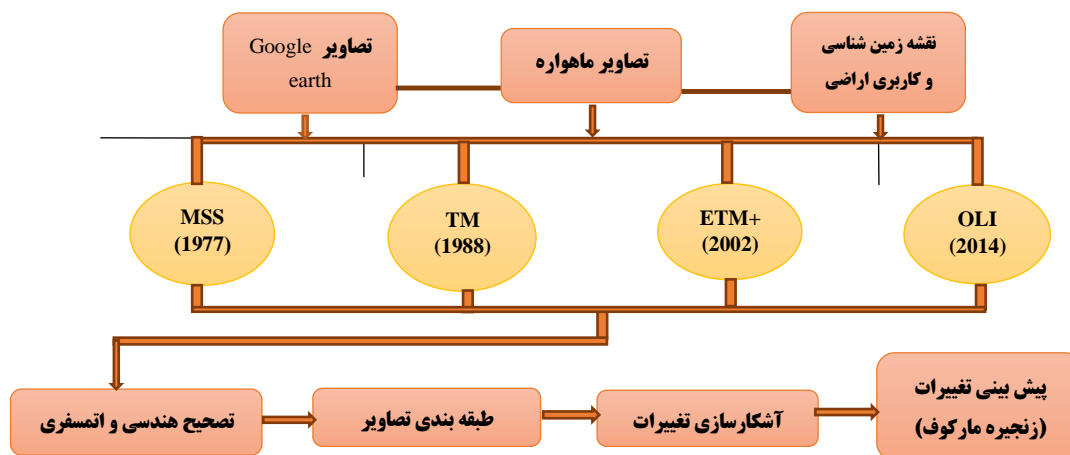 تصاویر Google
earth
تصاویر ماهواره
نقشه زمین شناسی
و کاربری اراضی
MSS
(1977)
TM
(1988)
ETM+
(2002)
OLI
(2014)
تصحیح هندسی و اتمسفری
طبقه بندی تصاویر
آشکارسازی تغییرات
پیش بینی تغییرات
(زنجیره مارکوف)